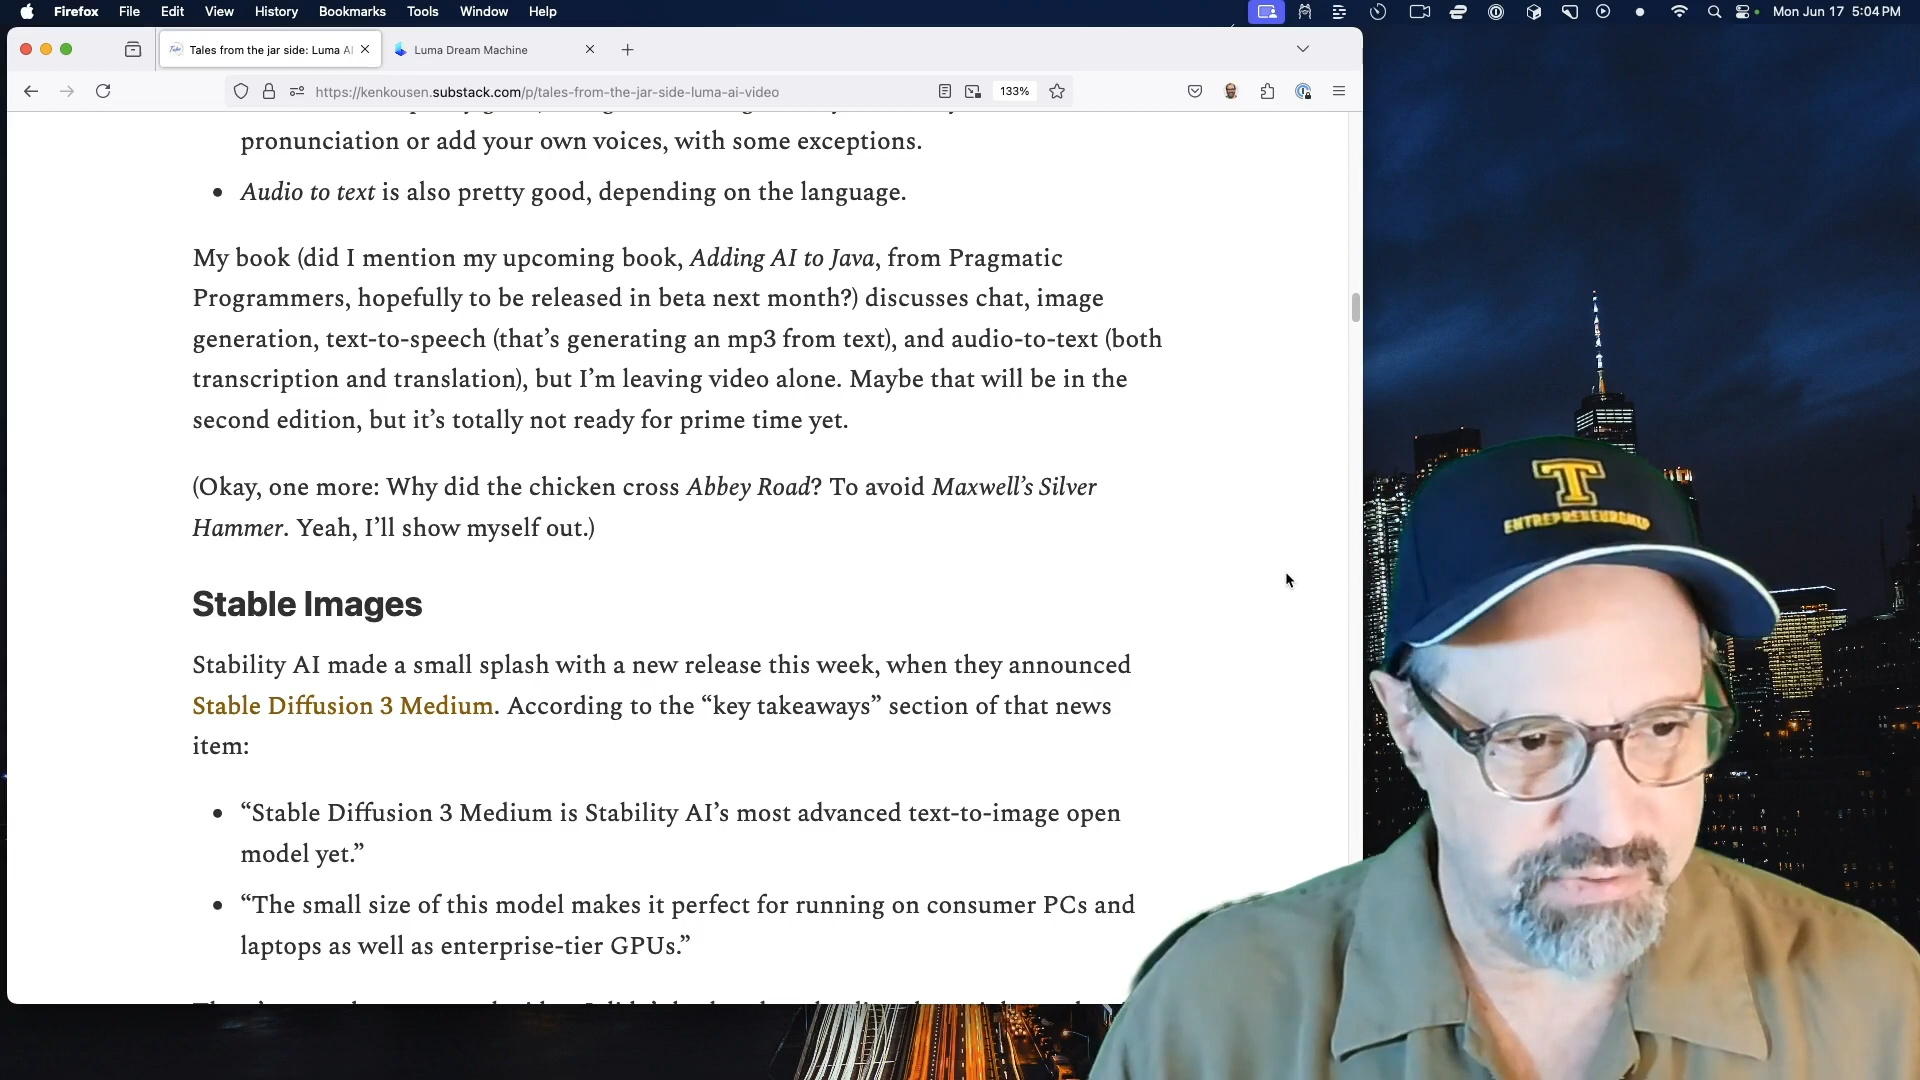 Firefox File Edit View History Bookmarks Tools Window Help Mon Jun 17 5:04 PM
Tales from the jar side: Luma AI Luma Dream Machine
https://kenkousen.substack.com/p/tales-from-the-jar-side-luma-ai-video 133%
pronunciation or add your own voices, with some exceptions.
• Audio to text is also pretty good, depending on the language.
My book (did I mention my upcoming book, Adding AI to Java, from Pragmatic
Programmers, hopefully to be released in beta next month?) discusses chat, image
generation, text-to-speech (that’s generating an mp3 from text), and audio-to-text (both
transcription and translation), but I’m leaving video alone. Maybe that will be in the
second edition, but it’s totally not ready for prime time yet.
(Okay, one more: Why did the chicken cross Abbey Road? To avoid Maxwell’s Silver
Hammer. Yeah, I’ll show myself out.)
Stable Images
Stability AI made a small splash with a new release this week, when they announced
Stable Diffusion 3 Medium. According to the “key takeaways” section of that news
item:
• “Stable Diffusion 3 Medium is Stability AI’s most advanced text-to-image open
model yet.”
• “The small size of this model makes it perfect for running on consumer PCs and
laptops as well as enterprise-tier GPUs.”
T
ENTREPRENEURSHIP